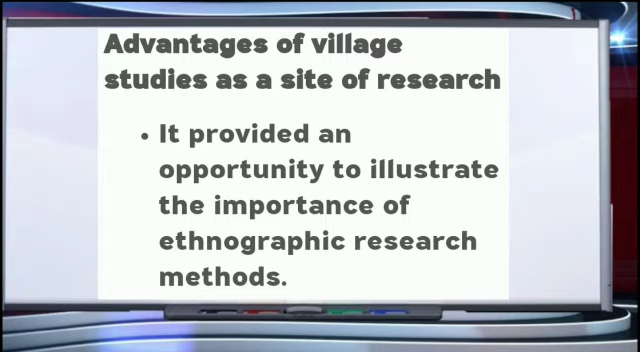 Advantages of village
studies as a site of research
• It provided an
opportunity to illustrate
the importance of
ethnographic research
methods.